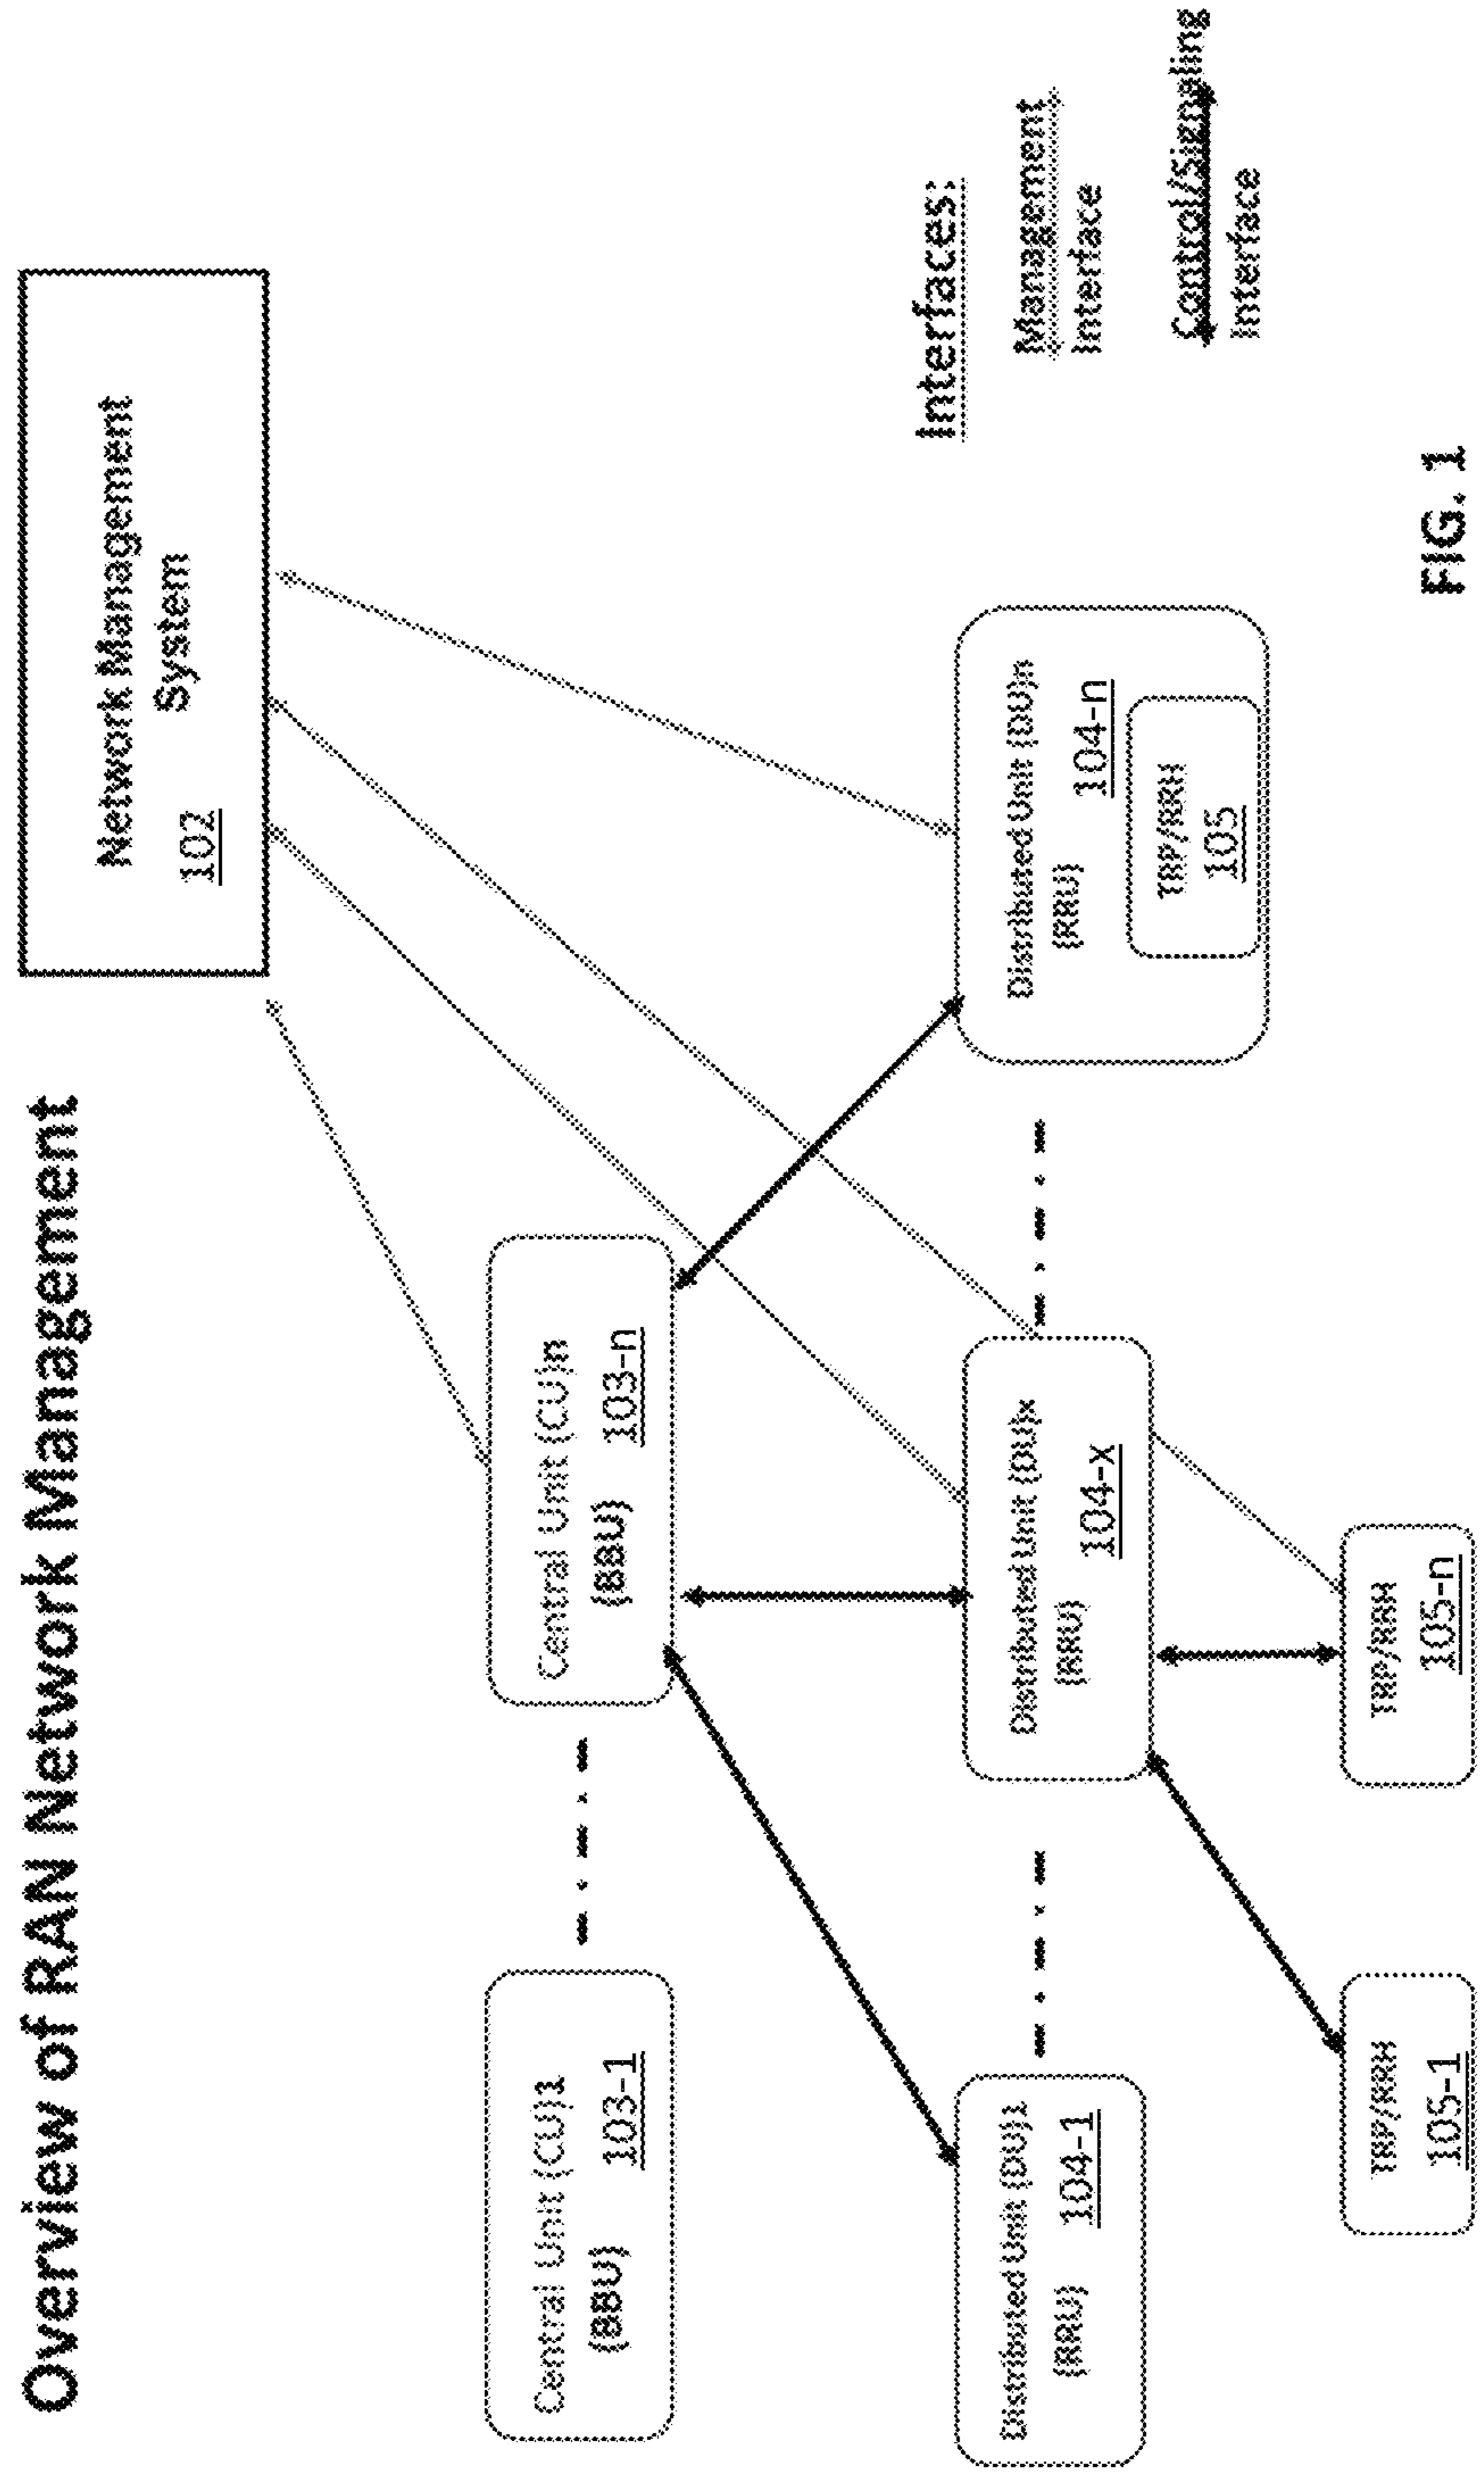 Overview of RAN Network Management
Network Management
System
102
Central Unit (CU)1
(BBU)
103-1
Central Unit (CU)n
(BBU)
103-n
Distributed Unit (DU)1
(RRU)
104-1
Distributed Unit (DU)x
(RRU)
104-x
Distributed Unit (DU)n
(RRU)
104-n
TRP/RRH
105
TRP/RRH
105-1
TRP/RRH
105-n
Interfaces:
Management
Interface
Control/Signaling
Interface
FIG. 1